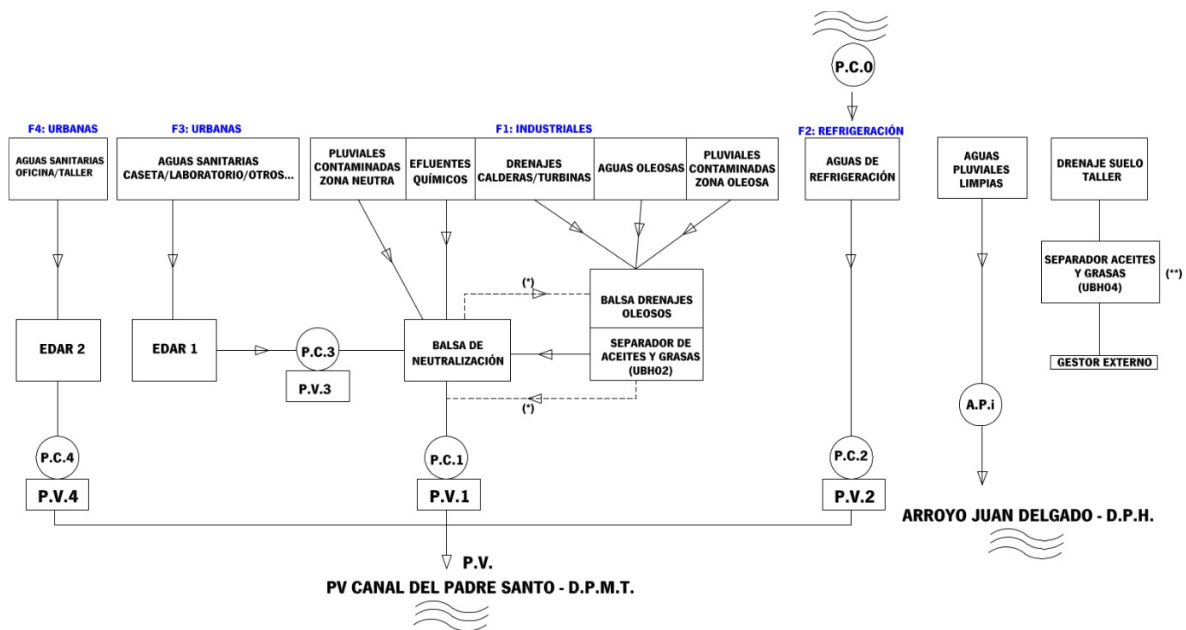 P.C.0
F4: URBANAS
F3: URBANAS
F1: INDUSTRIALES
F2: REFRIGERACIÓN
AGUAS SANITARIAS
OFICINA/TALLER
AGUAS SANITARIAS
CASETA/LABORATORIO/OTROS...
PLUVIALES
CONTAMINADAS
ZONA NEUTRA
EFLUENTES
QUÍMICOS
DRENAJES
CALDERAS/TURBINAS
AGUAS OLEOSAS
PLUVIALES
CONTAMINADAS
ZONA OLEOSA
AGUAS DE
REFRIGERACIÓN
AGUAS
PLUVIALES
LIMPIAS
DRENAJE SUELO
TALLER
SEPARADOR ACEITES
Y GRASAS
(UBH04)
(**)
(*)
BALSA DRENAJES
OLEOSOS
EDAR 2
EDAR 1
P.C.3
P.V.3
BALSA DE
NEUTRALIZACIÓN
SEPARADOR DE
ACEITES Y GRASAS
(UBH02)
(*)
GESTOR EXTERNO
A.P.i
P.C.4
P.V.4
P.C.1
P.V.1
P.C.2
P.V.2
ARROYO JUAN DELGADO - D.P.H.
P.V.
PV CANAL DEL PADRE SANTO - D.P.M.T.